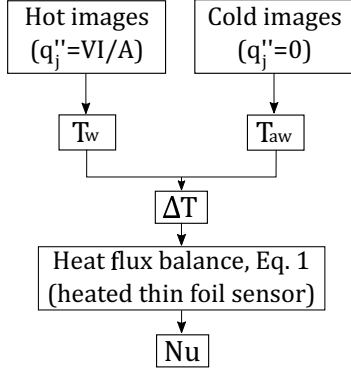 Hot images
(q''j=VI/A)
Cold images
(q''j=0)
Tw
Taw
ΔT
Heat flux balance, Eq. 1
(heated thin foil sensor)
Nu